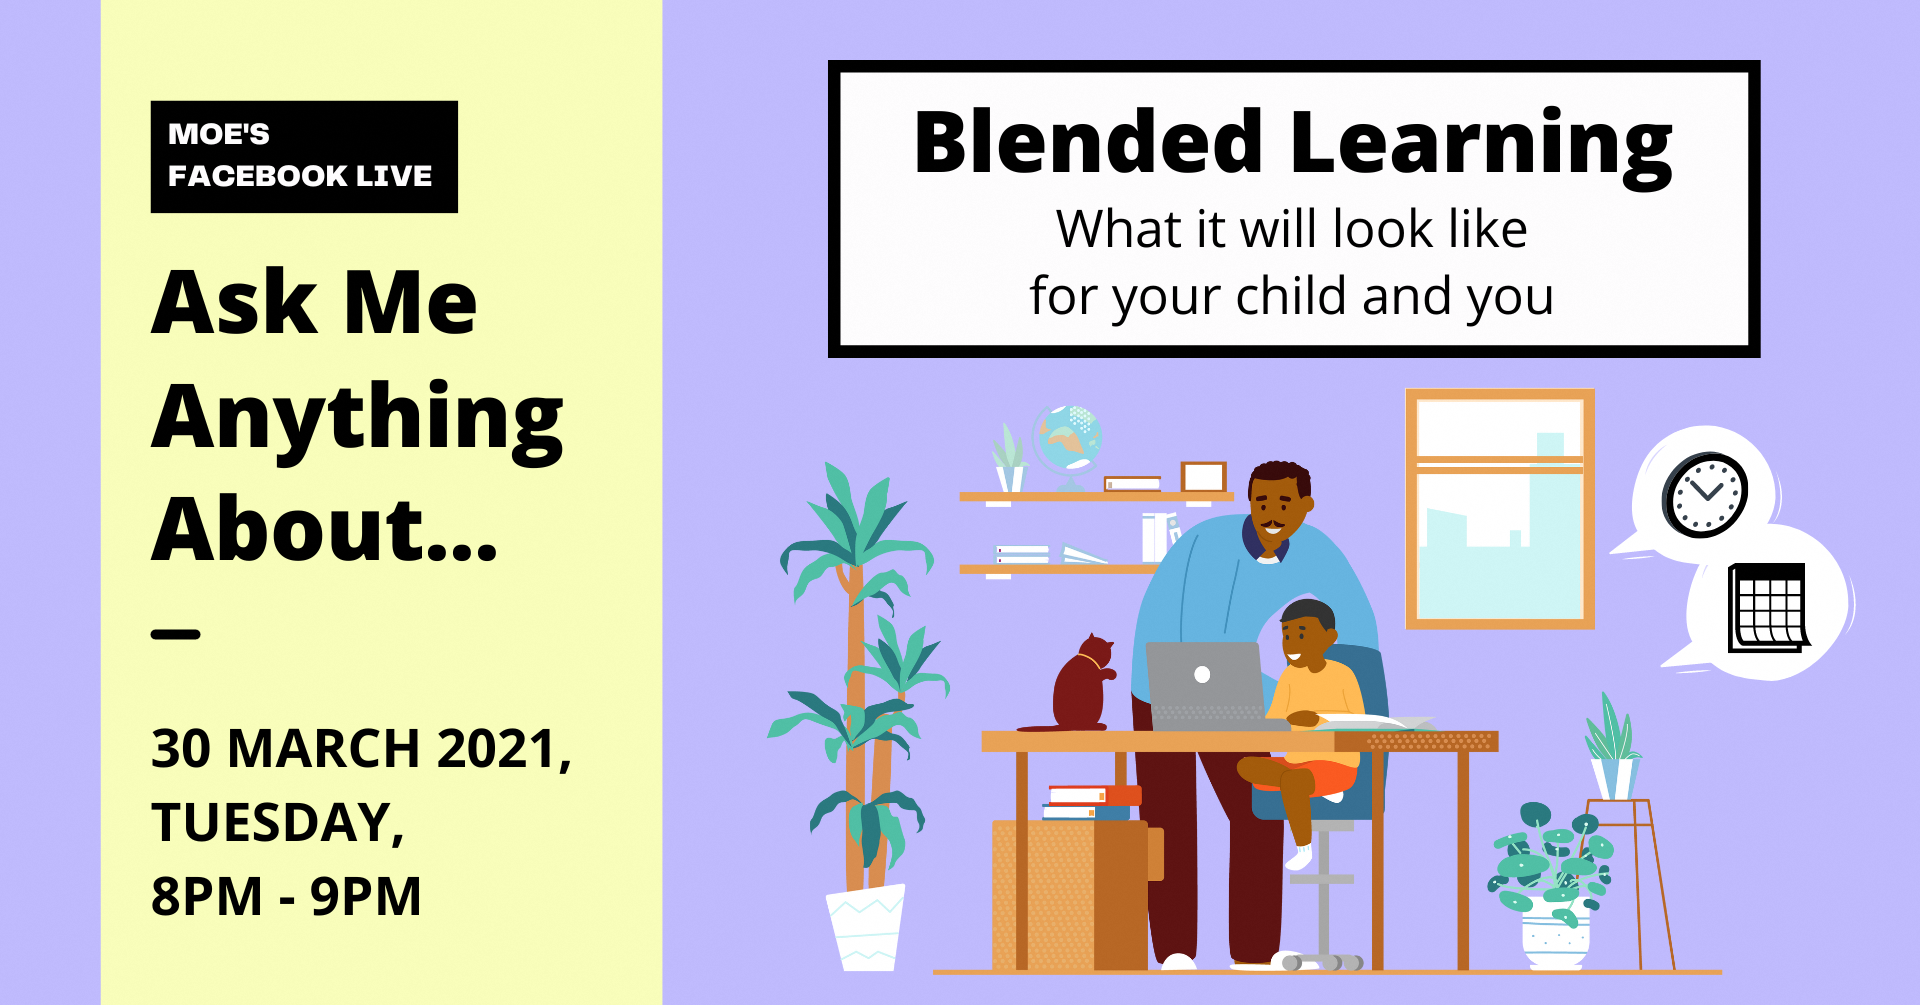 MOE'S
FACEBOOK LIVE
Ask Me
Anything
About...
30 MARCH 2021,
TUESDAY,
8PM - 9PM
Blended Learning
What it will look like
for your child and you